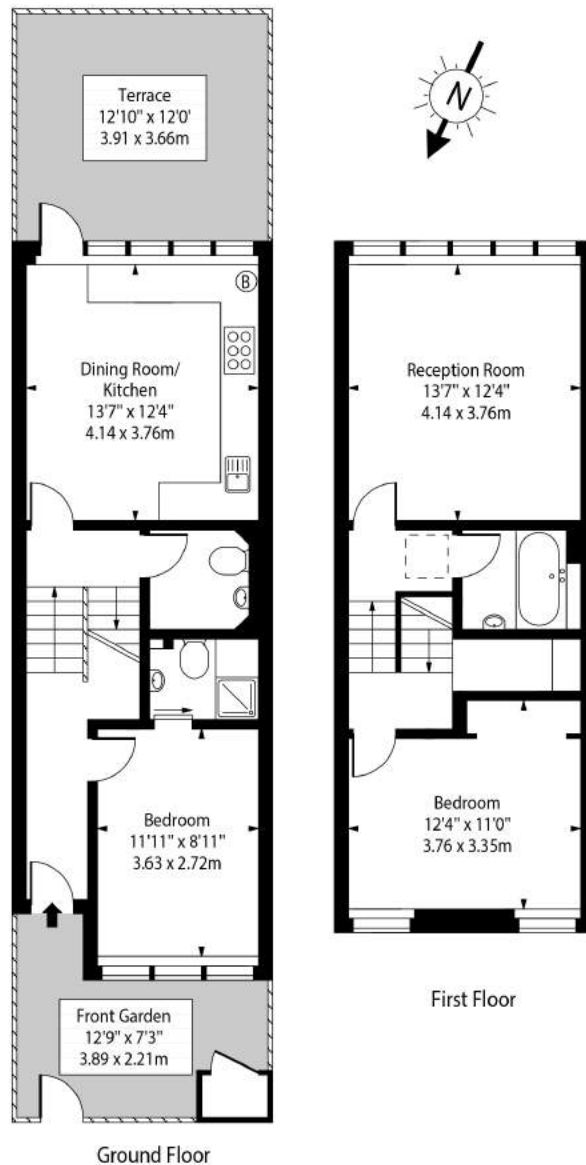 Terrace
12'10" x 12'0'
3.91 x 3.66m
N
B
Dining Room/
Kitchen
13'7" x 12'4"
4.14 x 3.76m
Reception Room
13'7" x 12'4"
4.14 x 3.76m
Bedroom
11'11" x 8'11"
3.63 x 2.72m
Bedroom
12'4" x 11'0"
3.76 x 3.35m
Front Garden
12'9" x 7'3"
3.89 x 2.21m
First Floor
Ground Floor